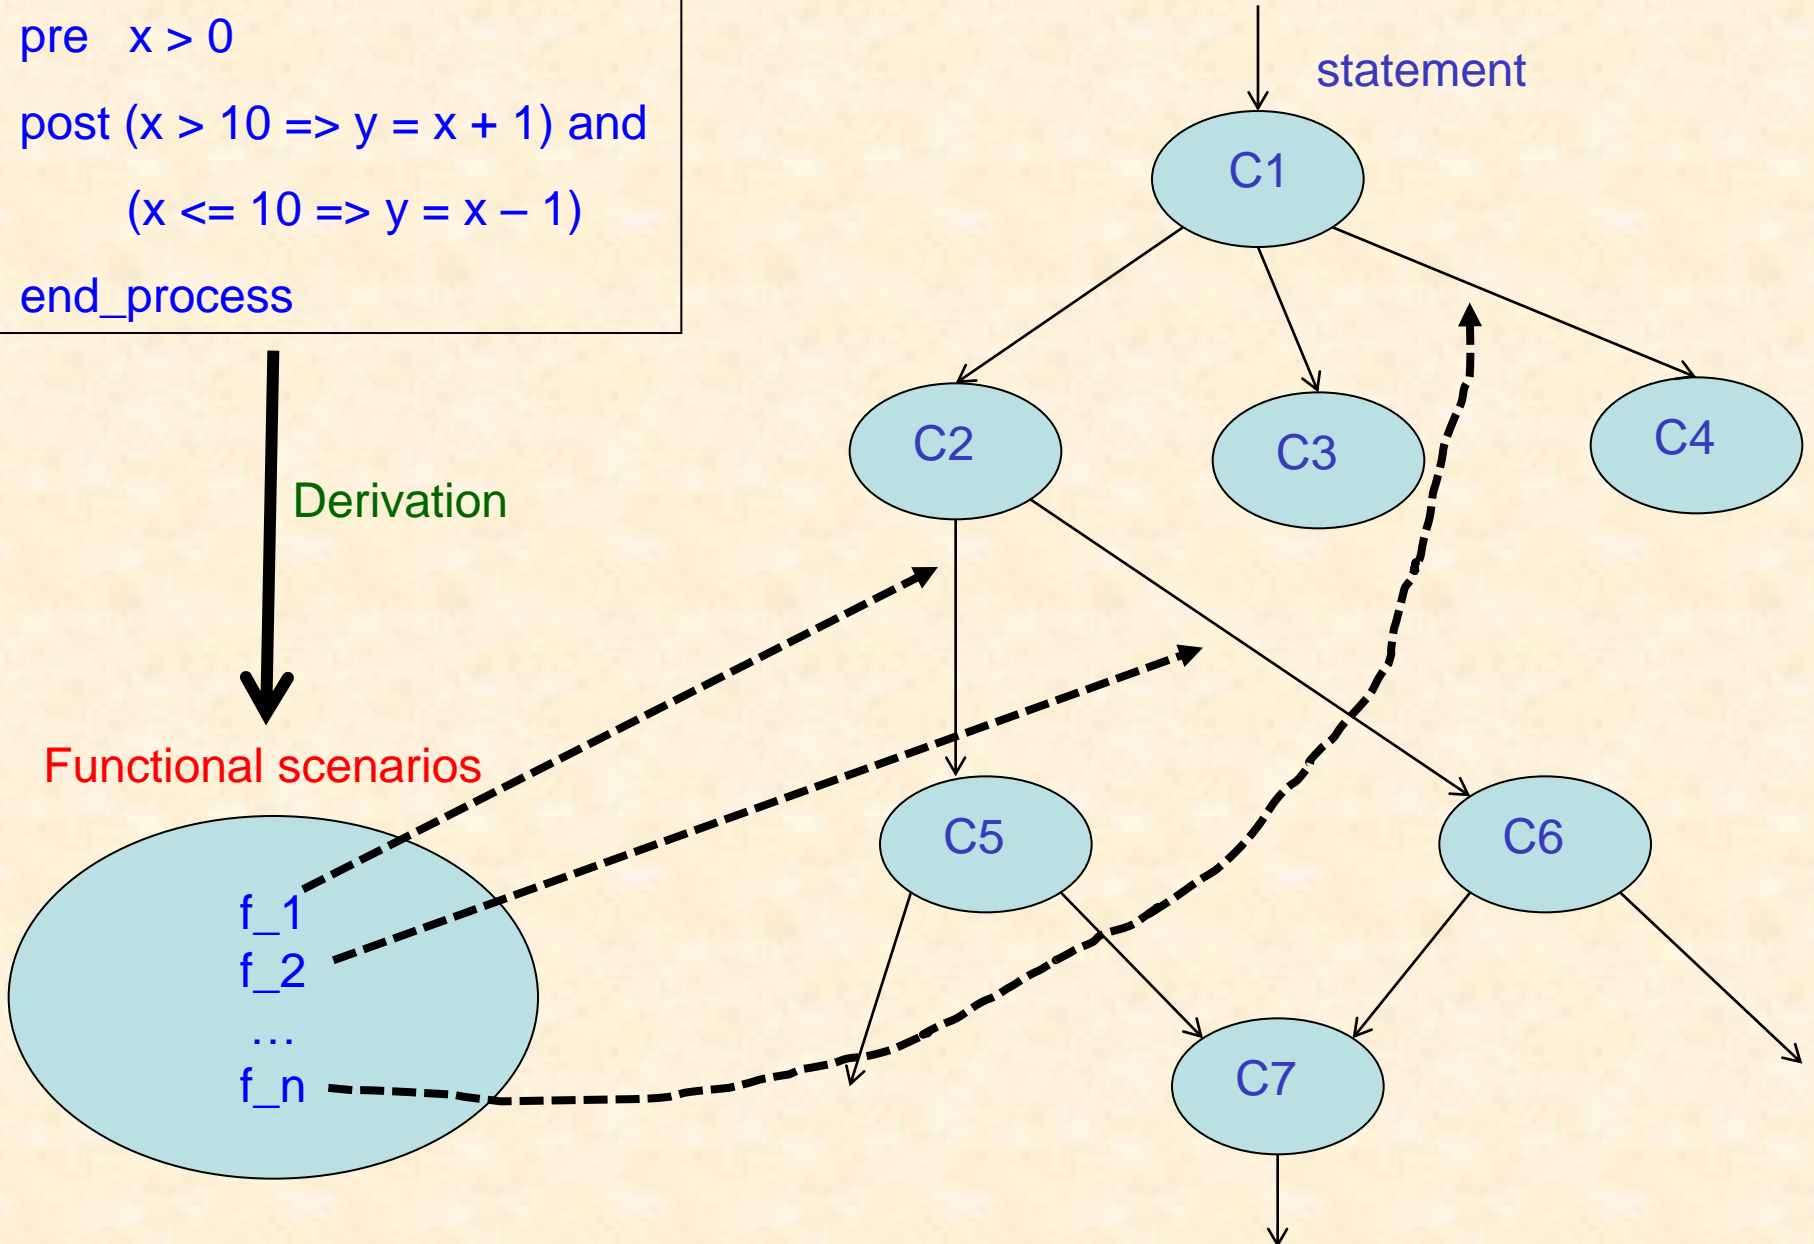 pre x > 0
post (x > 10 => y = x + 1) and
(x <= 10 => y = x – 1)
end_process
statement
C1
C2
C3
C4
Derivation
Functional scenarios
C5
C6
f_1
f_2
…
f_n
C7